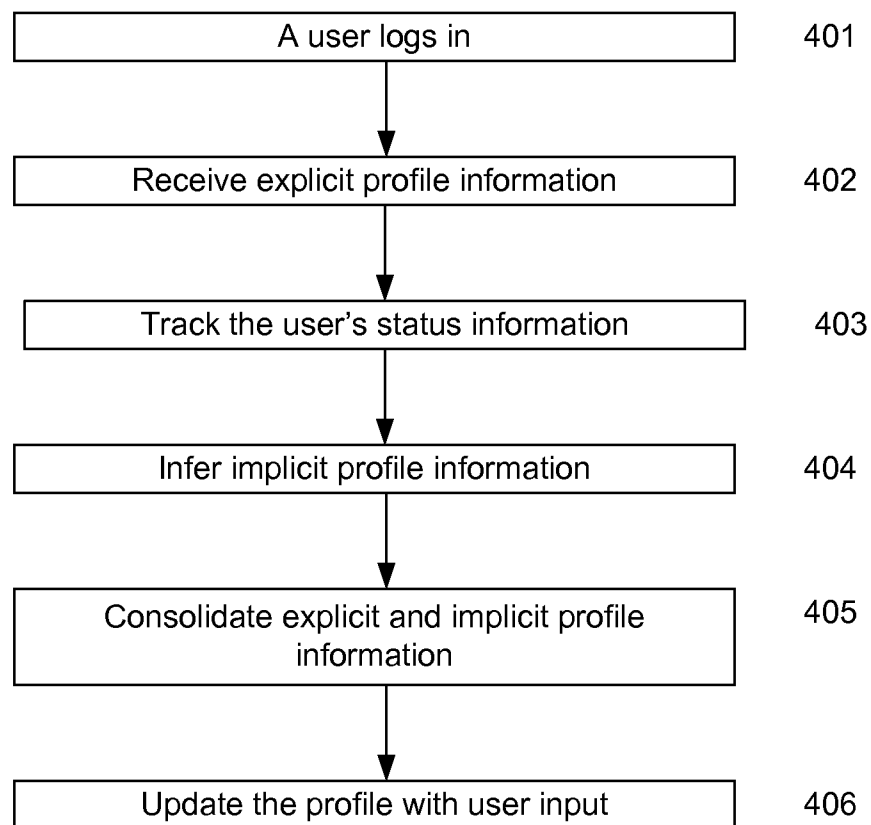 A user logs in 401
Receive explicit profile information 402
Track the user's status information 403
Infer implicit profile information 404
Consolidate explicit and implicit profile 405
information
Update the profile with user input 406